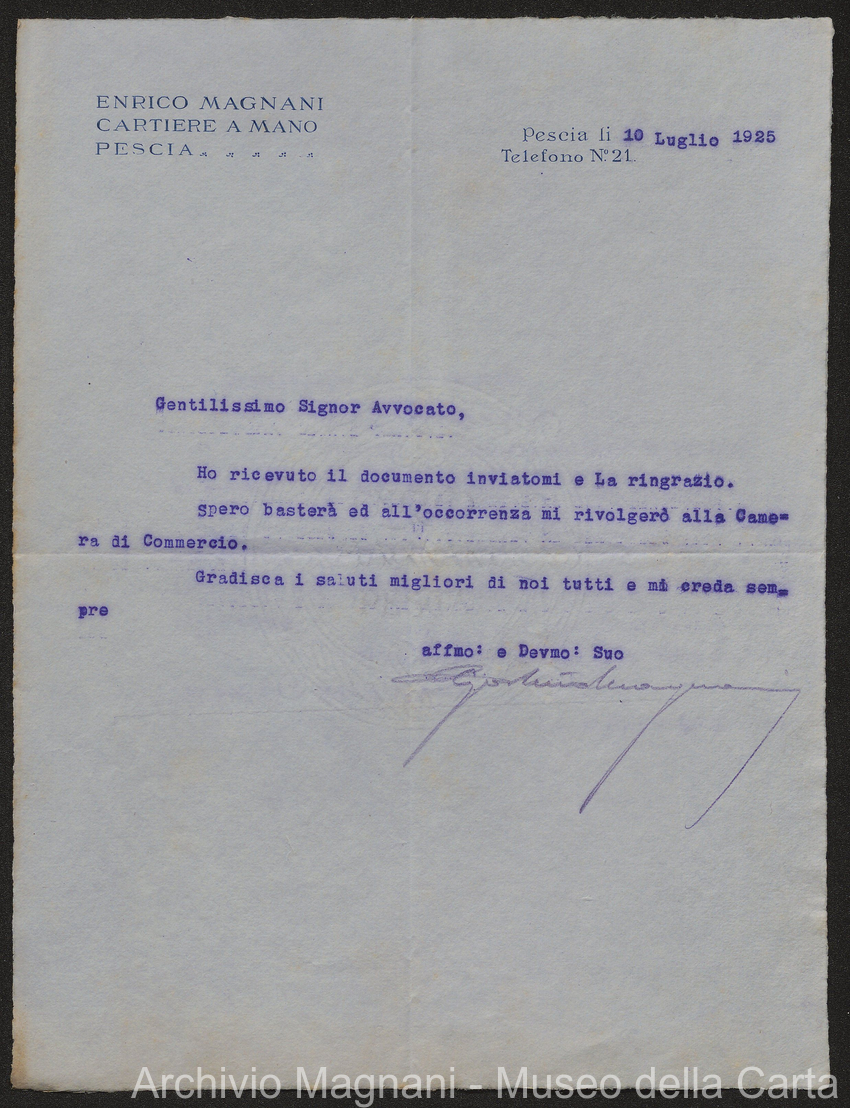 ENRICO MAGNANI
CARTIERE A MANO
PESCIA
Pescia li 10 Luglio 1925
Telefono N.º 21.
Gentilissimo Signor Avvocato,
Ho ricevuto il documento inviatomi e La ringrazio.
Spero basterà ed all'occorrenza mi rivolgerò alla Came=
ra di Commercio.
Gradisca i saluti migliori di noi tutti e mi creda sem=
pre
affmo: e Devmo: Suo
Archivio Magnani - Museo della Carta